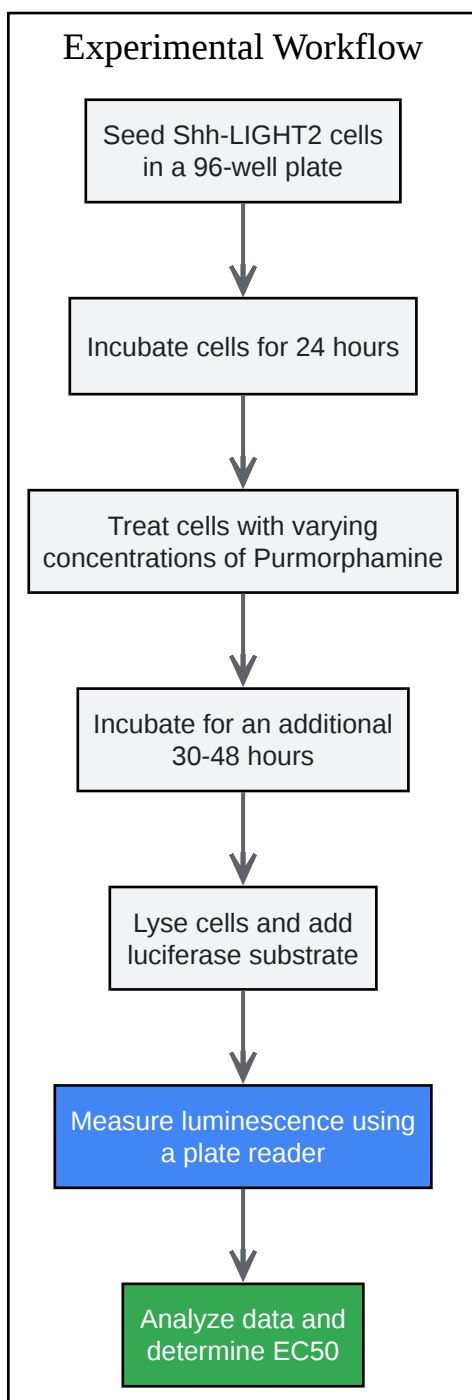 Experimental Workflow
Seed Shh-LIGHT2 cells
in a 96-well plate
Incubate cells for 24 hours
Treat cells with varying
concentrations of Purmorphamine
Incubate for an additional
30-48 hours
Lyse cells and add
luciferase substrate
Measure luminescence using
a plate reader
Analyze data and
determine EC50